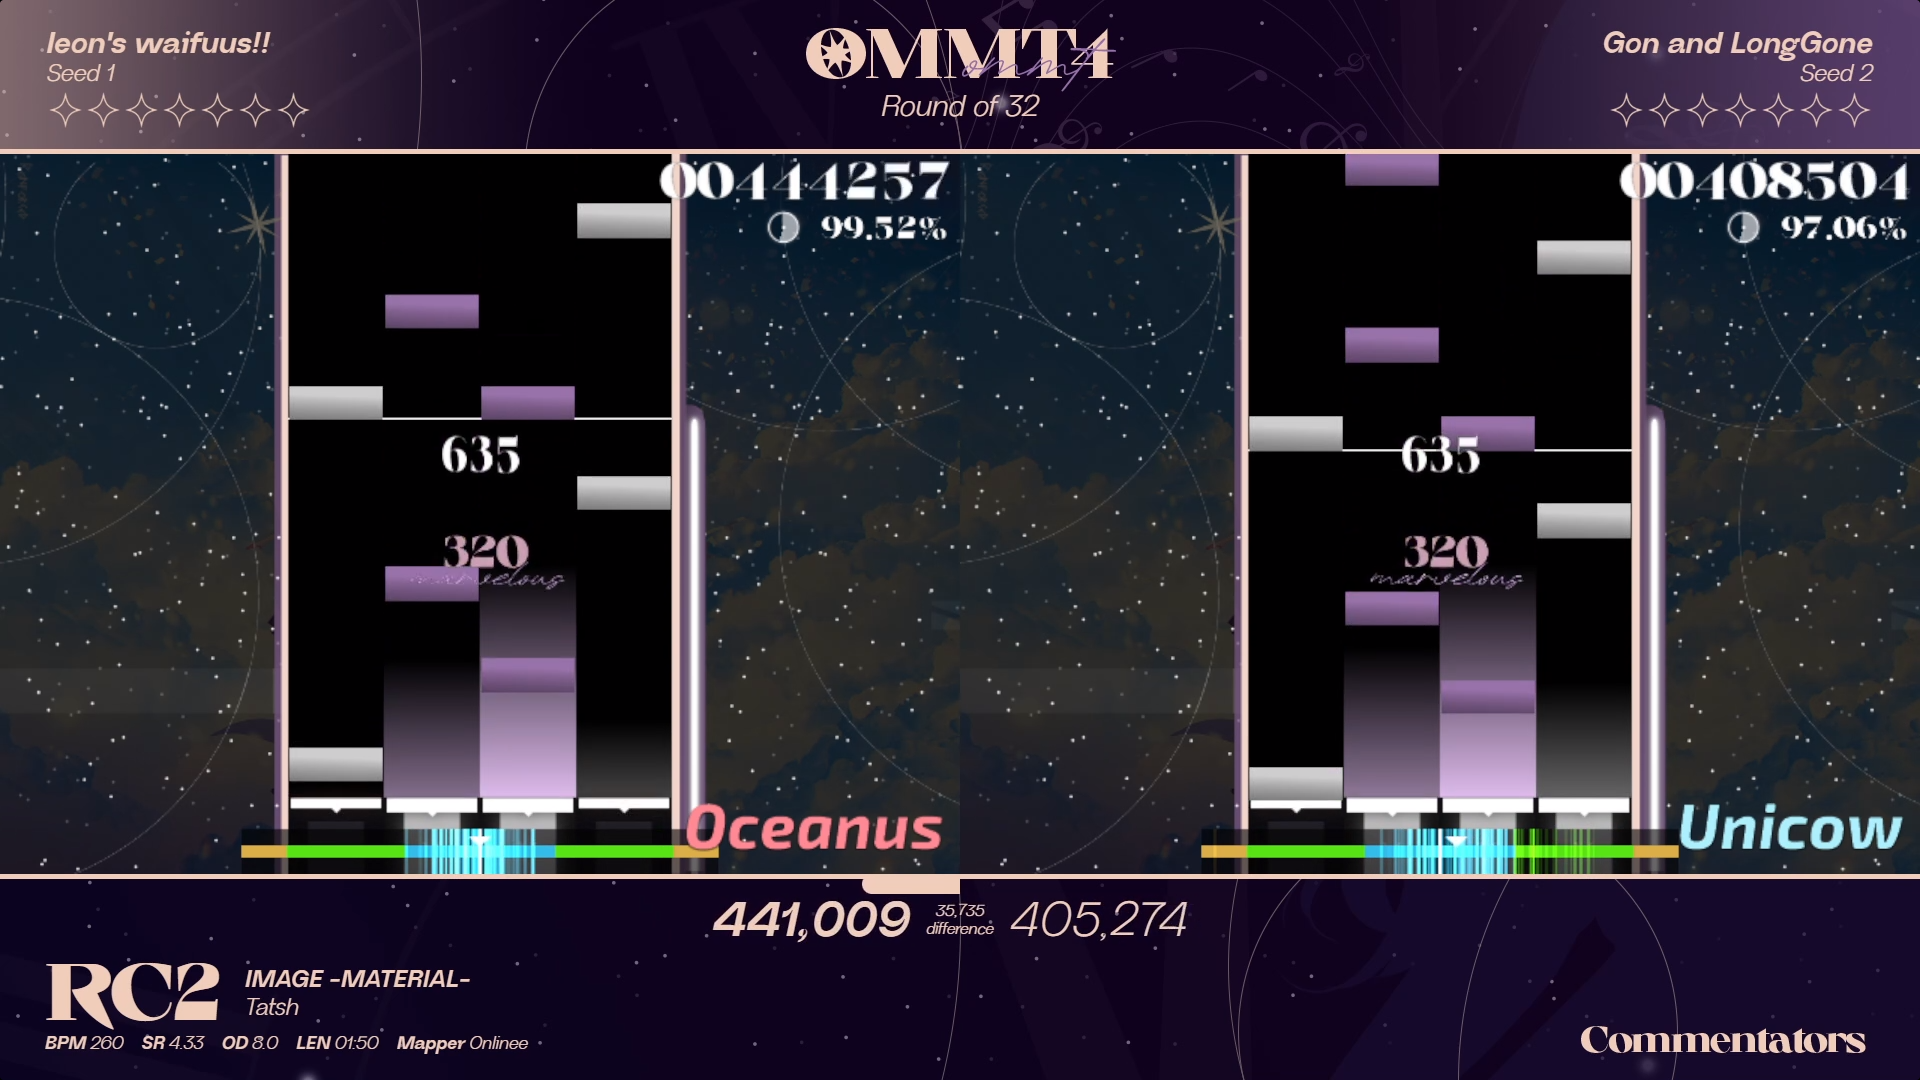 leon's waifuus!!
Seed 1
OMMT4
ommt
Round of 32
Gon and LongGone
Seed 2
00444257
99.52%
635
320
marvelous
Oceanus
00408504
97.06%
635
320
marvelous
Unicow
441,009
35,735
difference
405,274
RC2
IMAGE -MATERIAL-
Tatsh
BPM 260 SR 4.33 OD 8.0 LEN 01:50 Mapper Onlinee
Commentators